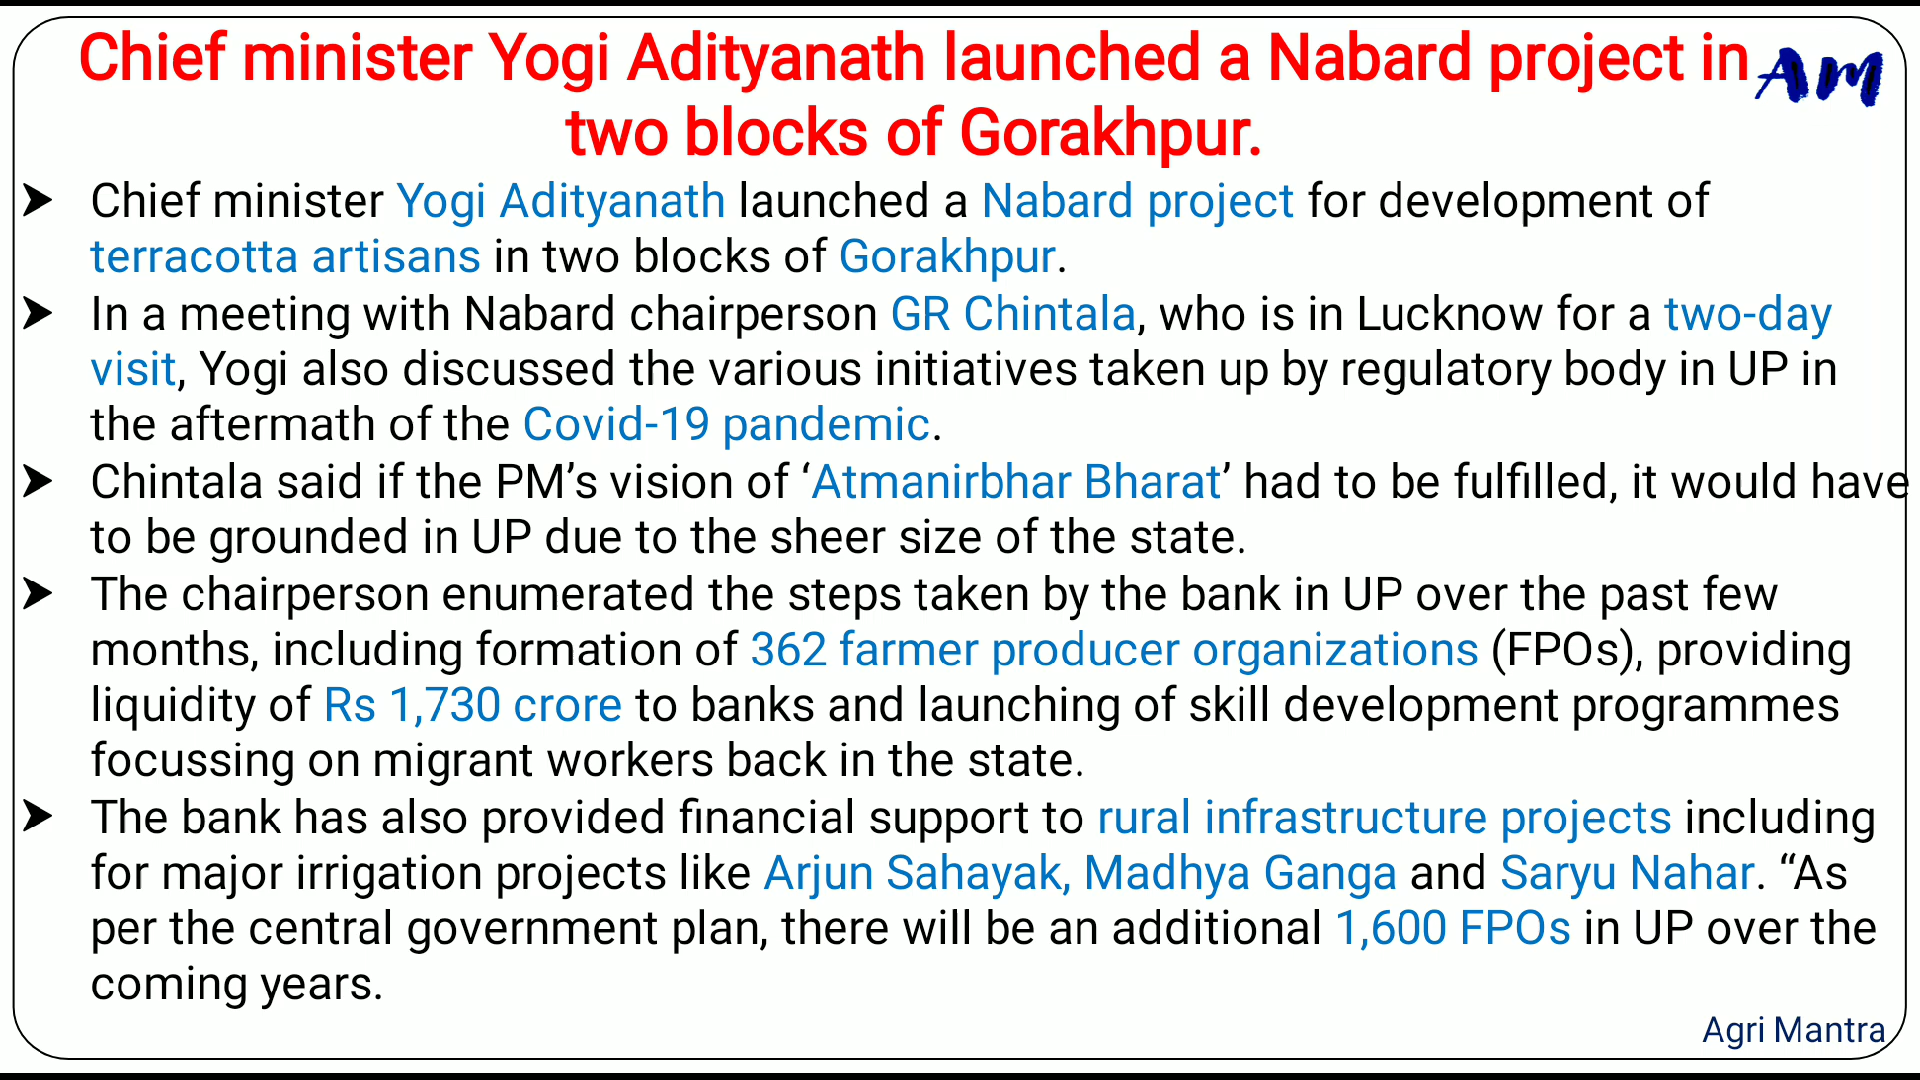 Chief minister Yogi Adityanath launched a Nabard project in
AM
two blocks of Gorakhpur.
➤ Chief minister Yogi Adityanath launched a Nabard project for development of
terracotta artisans in two blocks of Gorakhpur.
➤ In a meeting with Nabard chairperson GR Chintala, who is in Lucknow for a two-day
visit, Yogi also discussed the various initiatives taken up by regulatory body in UP in
the aftermath of the Covid-19 pandemic.
➤ Chintala said if the PM’s vision of ‘Atmanirbhar Bharat’ had to be fulfilled, it would have
to be grounded in UP due to the sheer size of the state.
➤ The chairperson enumerated the steps taken by the bank in UP over the past few
months, including formation of 362 farmer producer organizations (FPOs), providing
liquidity of Rs 1,730 crore to banks and launching of skill development programmes
focussing on migrant workers back in the state.
➤ The bank has also provided financial support to rural infrastructure projects including
for major irrigation projects like Arjun Sahayak, Madhya Ganga and Saryu Nahar. “As
per the central government plan, there will be an additional 1,600 FPOs in UP over the
coming years.
Agri Mantra